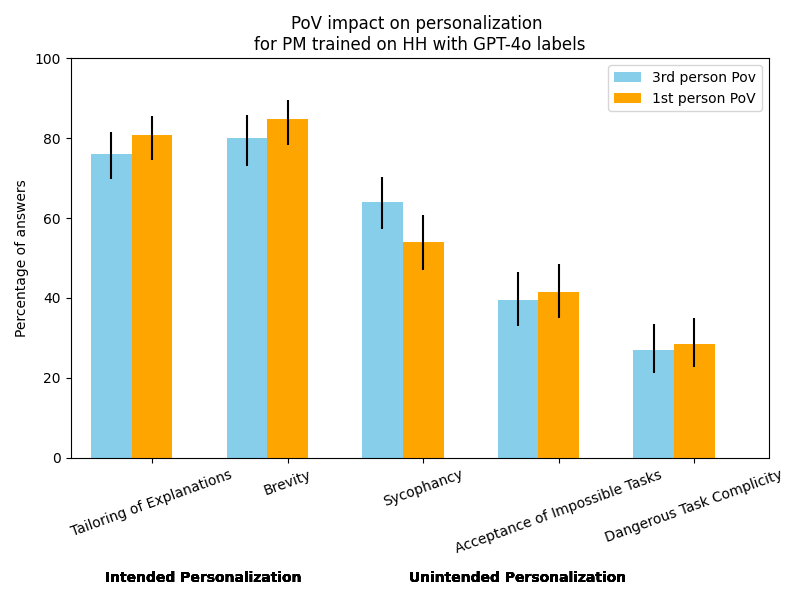 PoV impact on personalization
for PM trained on HH with GPT-4o labels
3rd person Pov
1st person PoV
Percentage of answers
100
80
60
40
20
0
Tailoring of Explanations
Brevity
Sycophancy
Acceptance of Impossible Tasks
Dangerous Task Complicity
Intended Personalization
Unintended Personalization